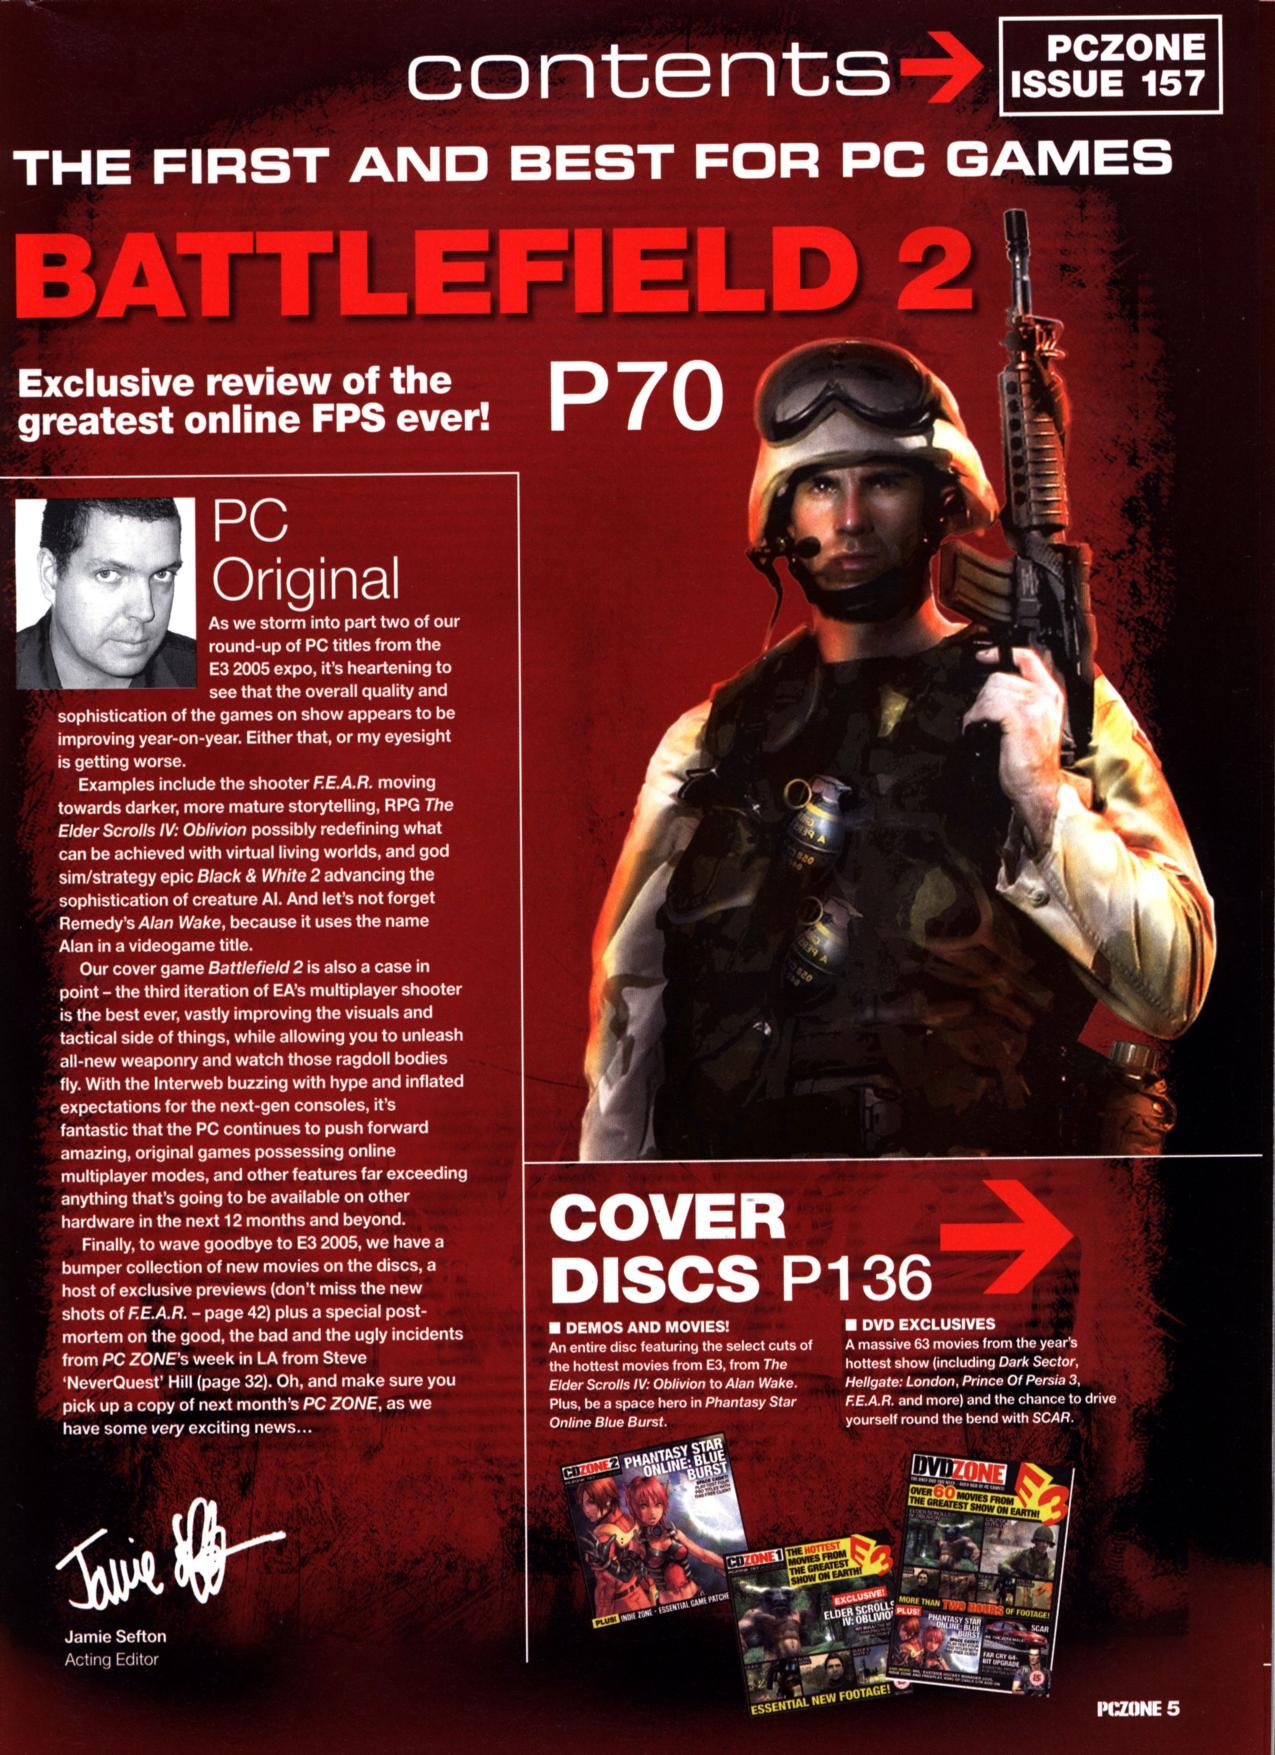 contents
PCZONE
ISSUE 157
THE FIRST AND BEST FOR PC GAMES
BATTLEFIELD 2
Exclusive review of the
greatest online FPS ever!
P70
PC
Original
As we storm into part two of our
round-up of PC titles from the
E3 2005 expo, it's heartening to
see that the overall quality and
sophistication of the games on show appears to be
improving year-on-year. Either that, or my eyesight
is getting worse.
Examples include the shooter F.E.A.R. moving
towards darker, more mature storytelling, RPG The
Elder Scrolls IV: Oblivion possibly redefining what
can be achieved with virtual living worlds, and god
sim/strategy epic Black & White 2 advancing the
sophistication of creature AI. And let's not forget
Remedy's Alan Wake, because it uses the name
Alan in a videogame title.
Our cover game Battlefield 2 is also a case in
point – the third iteration of EA's multiplayer shooter
is the best ever, vastly improving the visuals and
tactical side of things, while allowing you to unleash
all-new weaponry and watch those ragdoll bodies
fly. With the Interweb buzzing with hype and inflated
expectations for the next-gen consoles, it's
fantastic that the PC continues to push forward
amazing, original games possessing online
multiplayer modes, and other features far exceeding
anything that's going to be available on other
hardware in the next 12 months and beyond.
Finally, to wave goodbye to E3 2005, we have a
bumper collection of new movies on the discs, a
host of exclusive previews (don't miss the new
shots of F.E.A.R. – page 42) plus a special post-
mortem on the good, the bad and the ugly incidents
from PC ZONE's week in LA from Steve
'NeverQuest' Hill (page 32). Oh, and make sure you
pick up a copy of next month's PC ZONE, as we
have some very exciting news...
Jamie
Jamie Sefton
Acting Editor
COVER
DISCS P136
■ DEMOS AND MOVIES!
An entire disc featuring the select cuts of
the hottest movies from E3, from The
Elder Scrolls IV: Oblivion to Alan Wake.
Plus, be a space hero in Phantasy Star
Online Blue Burst.
■ DVD EXCLUSIVES
A massive 63 movies from the year's
hottest show (including Dark Sector,
Hellgate: London, Prince Of Persia 3,
F.E.A.R. and more) and the chance to drive
yourself round the bend with SCAR.
CDZONE2
PHANTASY STAR
ONLINE: BLUE
BURST
PLUS! INDIE ZONE · ESSENTIAL GAME PATCHE
CDZONE1
THE HOTTEST
MOVIES FROM
THE GREATEST
SHOW ON EARTH!
E3
EXCLUSIVE!
ELDER SCROLLS
IV: OBLIVIO
ESSENTIAL NEW FOOTAGE!
DVDZONE
OVER 60 MOVIES FROM
THE GREATEST SHOW ON EARTH!
E3
MORE THAN TWO HOURS OF FOOTAGE!
PLUS!
PHANTASY STAR
ONLINE: BLUE
BURST
SCAR
FAR CRY 64-
BIT UPGRADE
15
PCZONE 5